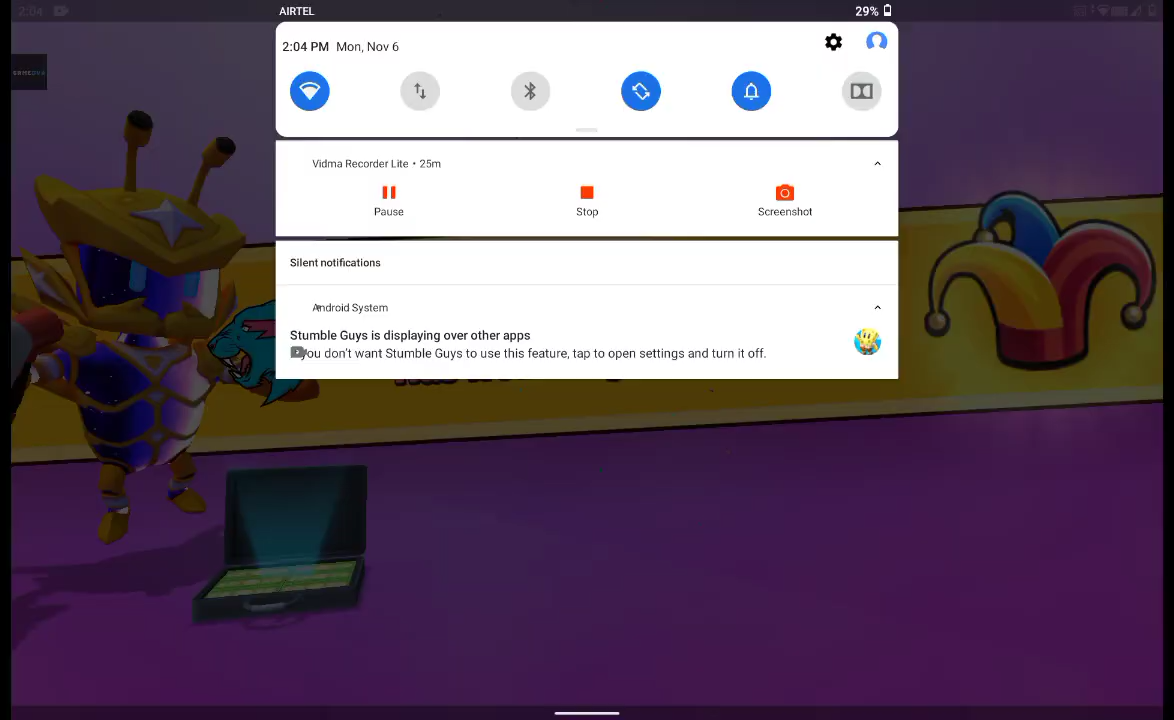 2:04
AIRTEL
29%
2:04 PM Mon, Nov 6
Vidma Recorder Lite • 25m
Pause
Stop
Screenshot
Silent notifications
Android System
Stumble Guys is displaying over other apps
you don't want Stumble Guys to use this feature, tap to open settings and turn it off.